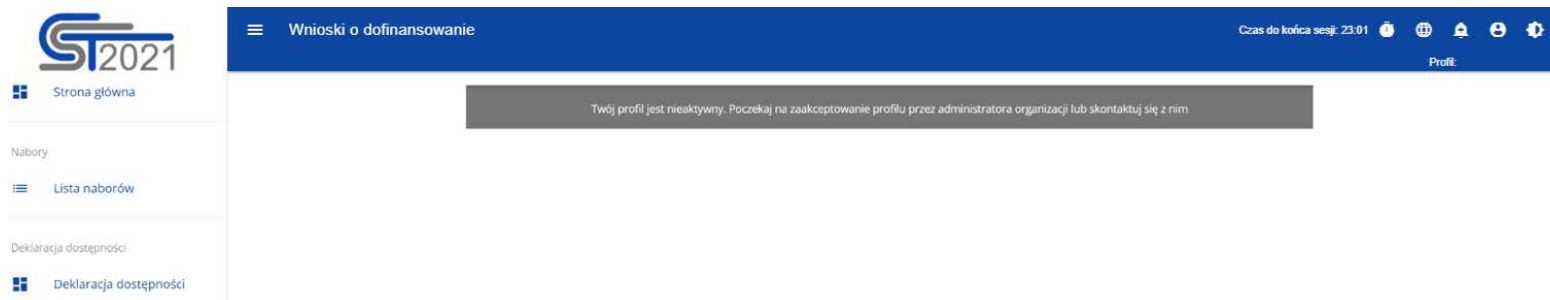 ST2021
Wnioski o dofinansowanie
Czas do końca sesji: 23:01
Profil:
Strona główna
Twój profil jest nieaktywny. Poczekaj na zaakceptowanie profilu przez administratora organizacji lub skontaktuj się z nim
Nabory
Lista naborów
Deklaracja dostępności
Deklaracja dostępności